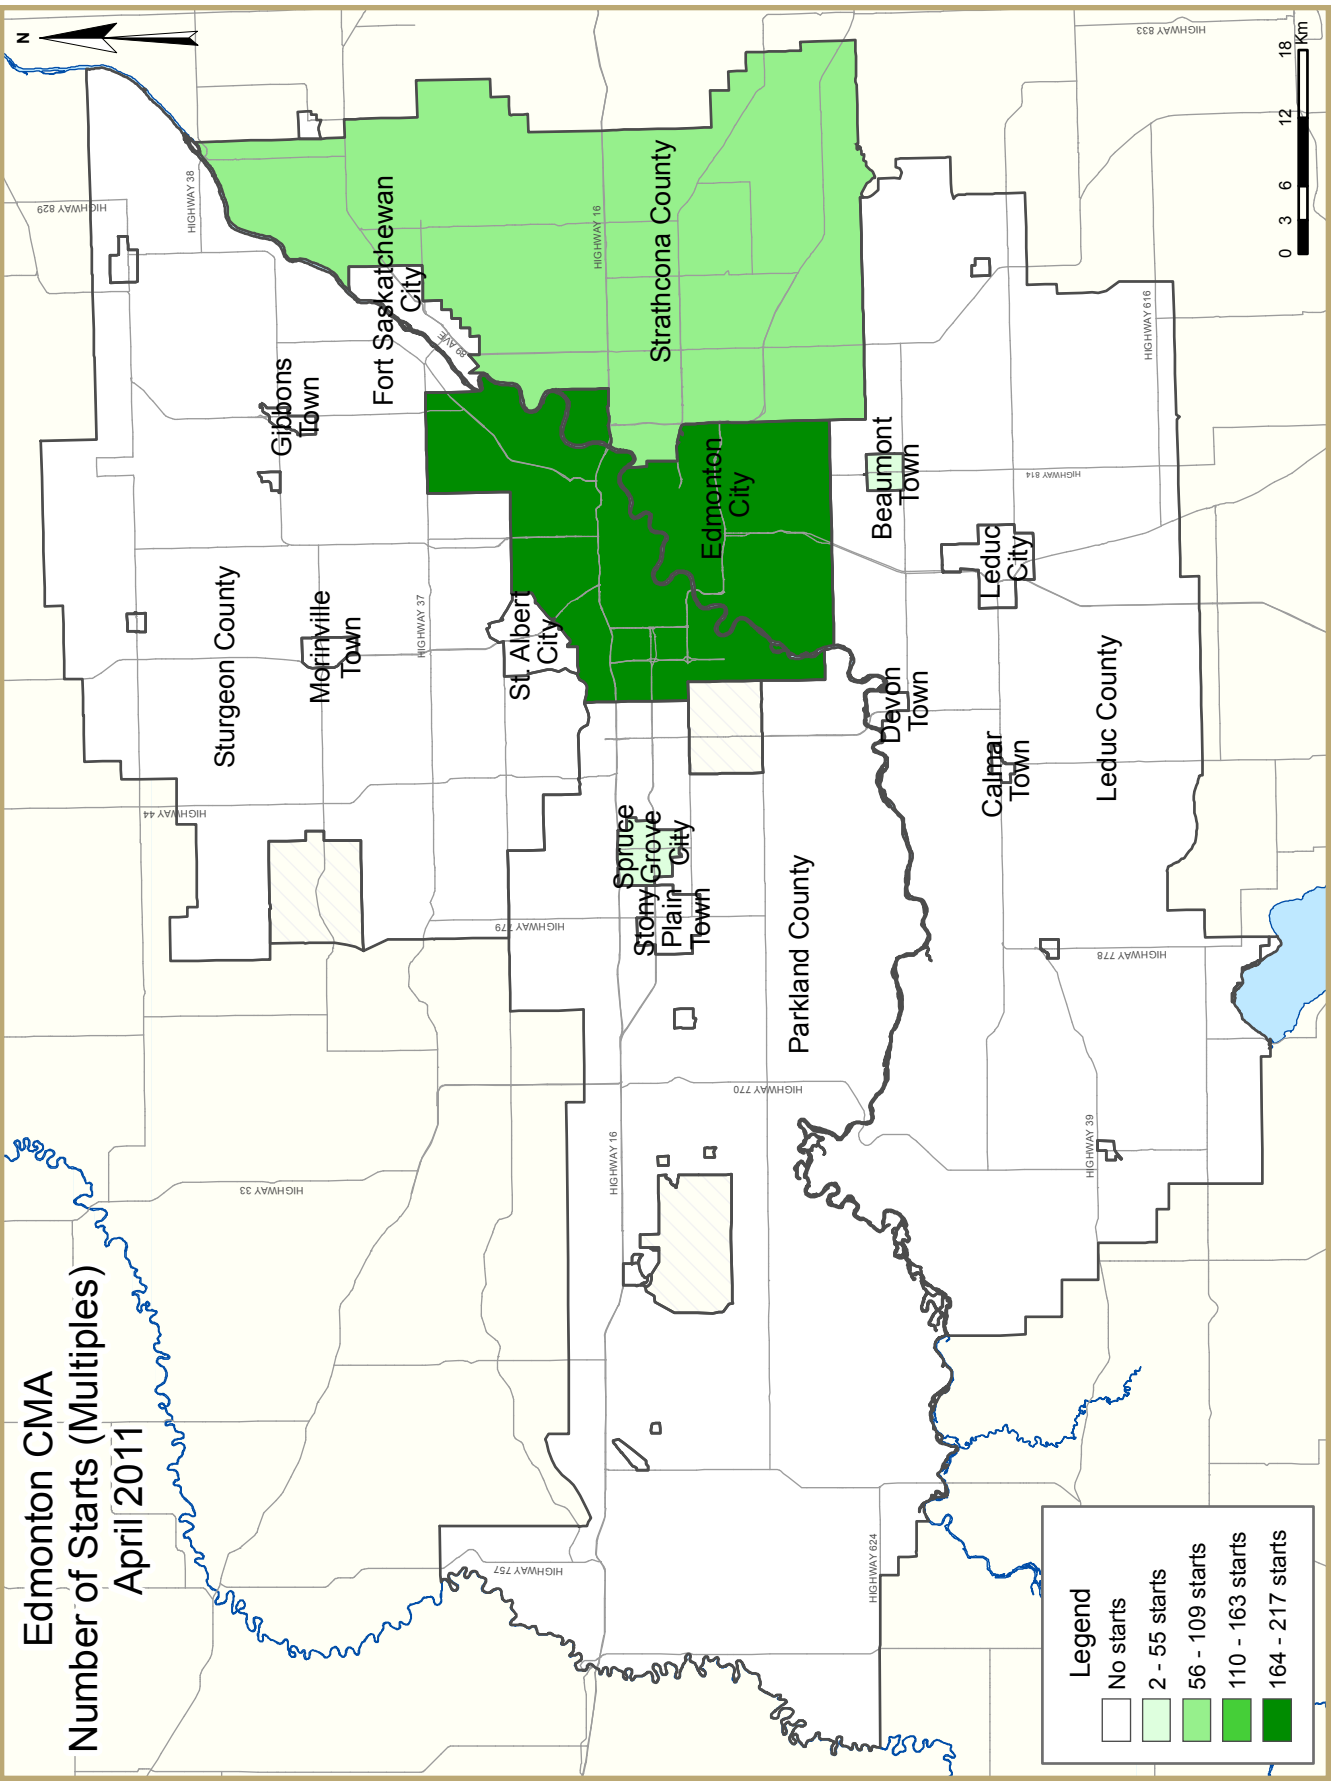 Edmonton CMA
Number of Starts (Multiples)
April 2011
N
HIGHWAY 829
HIGHWAY 38
HIGHWAY 833
HIGHWAY 44
Sturgeon County
Gibbons
Town
Morinville
Town
Fort Saskatchewan
City
89 AVE
HIGHWAY 37
HIGHWAY 33
HIGHWAY 779
HIGHWAY 757
St. Albert
City
HIGHWAY 16
HIGHWAY 16
Strathcona County
Edmonton
City
Spruce
Grove
City
Stony
Plain
Town
HIGHWAY 770
Parkland County
Beaumont
Town
HIGHWAY 814
Devon
Town
Leduc
City
Calmar
Town
Leduc County
HIGHWAY 616
HIGHWAY 778
HIGHWAY 39
HIGHWAY 624
Legend
No starts
2 - 55 starts
56 - 109 starts
110 - 163 starts
164 - 217 starts
0 3 6 12 18
Km